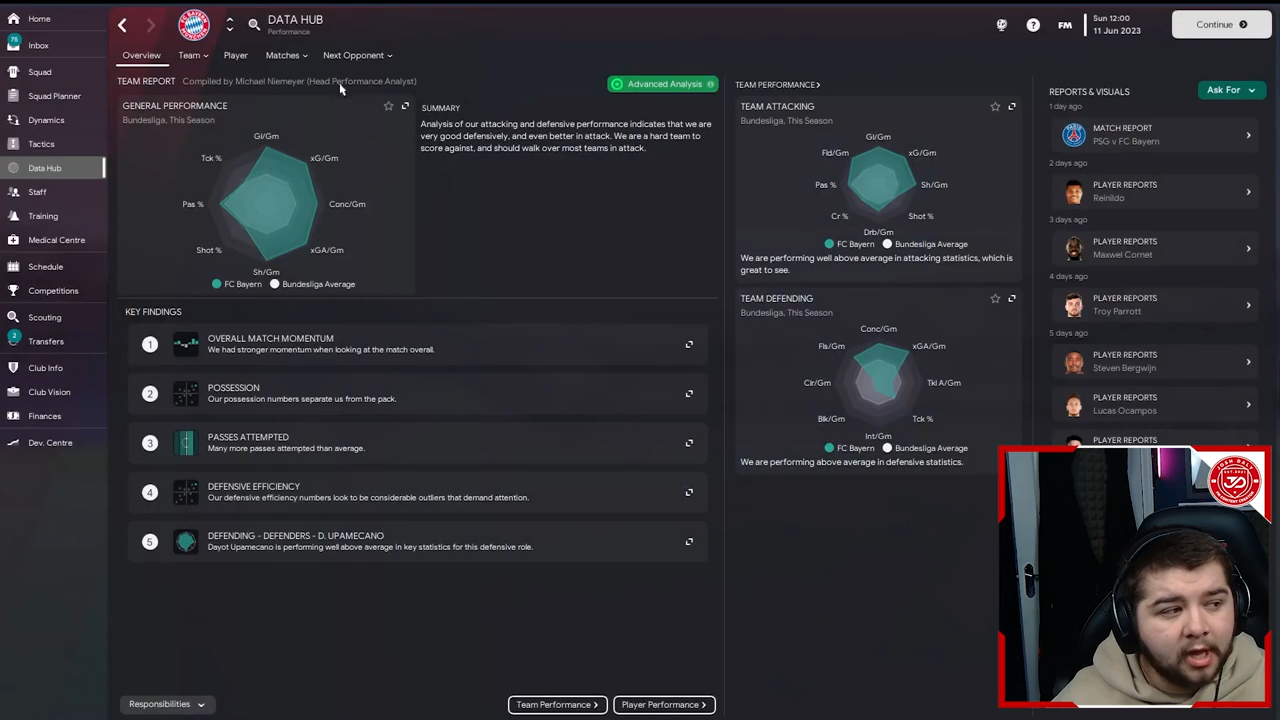 Home
75
Inbox
Squad
Squad Planner
Dynamics
Tactics
Data Hub
Staff
Training
Medical Centre
Schedule
Competitions
Scouting
2
Transfers
Club Info
Club Vision
Finances
Dev. Centre
DATA HUB
Performance
FM
Sun 12:00
11 Jun 2023
Continue
Overview
Team
Player
Matches
Next Opponent
TEAM REPORT Compiled by Michael Niemeyer (Head Performance Analyst)
Advanced Analysis
GENERAL PERFORMANCE
Bundesliga, This Season
Gl/Gm
Tck %
xG/Gm
Pas %
Conc/Gm
Shot %
xGA/Gm
Sh/Gm
FC Bayern
Bundesliga Average
SUMMARY
Analysis of our attacking and defensive performance indicates that we are
very good defensively, and even better in attack. We are a hard team to
score against, and should walk over most teams in attack.
KEY FINDINGS
1
OVERALL MATCH MOMENTUM
We had stronger momentum when looking at the match overall.
2
POSSESSION
Our possession numbers separate us from the pack.
3
PASSES ATTEMPTED
Many more passes attempted than average.
4
DEFENSIVE EFFICIENCY
Our defensive efficiency numbers look to be considerable outliers that demand attention.
5
DEFENDING - DEFENDERS - D. UPAMECANO
Dayot Upamecano is performing well above average in key statistics for this defensive role.
Responsibilities
Team Performance
Player Performance
TEAM PERFORMANCE
TEAM ATTACKING
Bundesliga, This Season
Gl/Gm
Fld/Gm
xG/Gm
Pas %
Sh/Gm
Cr %
Shot %
Drb/Gm
FC Bayern
Bundesliga Average
We are performing well above average in attacking statistics, which is
great to see.
TEAM DEFENDING
Bundesliga, This Season
Conc/Gm
Fls/Gm
xGA/Gm
Clr/Gm
Tkl A/Gm
Blk/Gm
Tck %
Int/Gm
FC Bayern
Bundesliga Average
We are performing above average in defensive statistics.
REPORTS & VISUALS
Ask For
1 day ago
MATCH REPORT
PSG v FC Bayern
2 days ago
PLAYER REPORTS
Reinildo
3 days ago
PLAYER REPORTS
Maxwel Cornet
4 days ago
PLAYER REPORTS
Troy Parrott
5 days ago
PLAYER REPORTS
Steven Bergwijn
PLAYER REPORTS
Lucas Ocampos
PLAYER REPORTS
JOSH DALY
JD